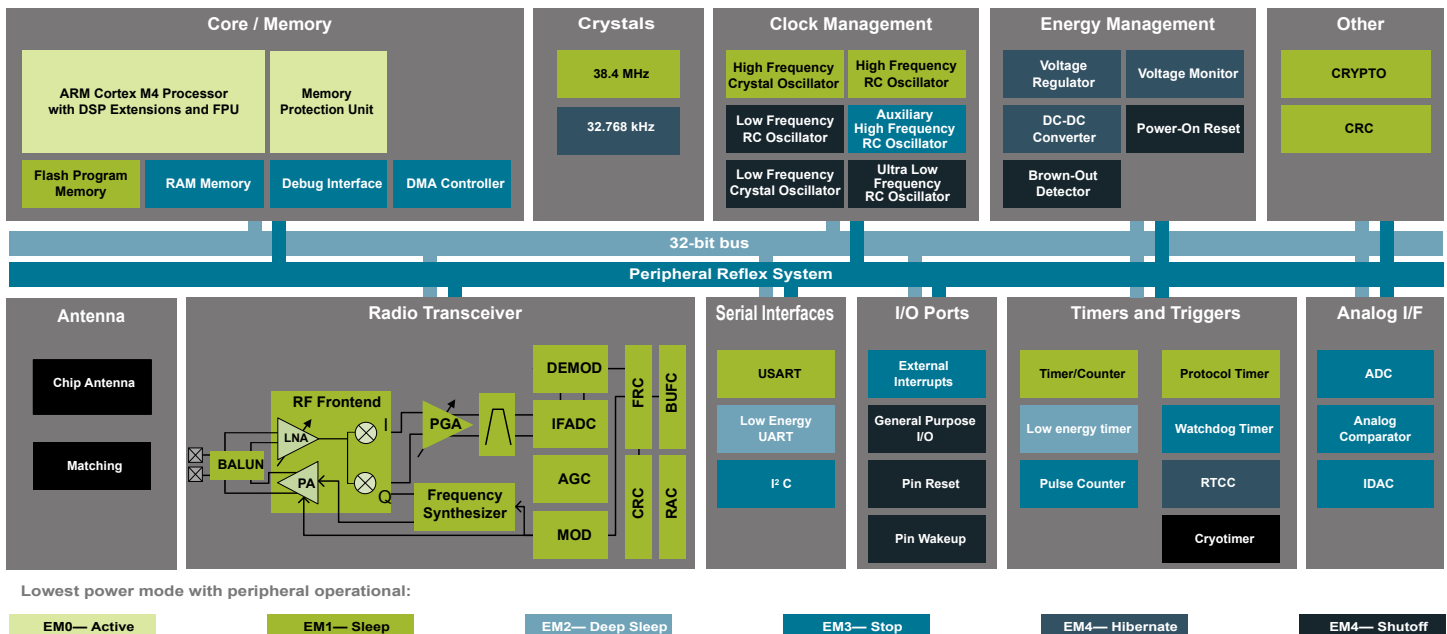 Core / Memory
ARM Cortex M4 Processor
with DSP Extensions and FPU
Memory
Protection Unit
Flash Program
Memory
RAM Memory
Debug Interface
DMA Controller
Crystals
38.4 MHz
32.768 kHz
Clock Management
High Frequency
Crystal Oscillator
High Frequency
RC Oscillator
Low Frequency
RC Oscillator
Auxiliary
High Frequency
RC Oscillator
Low Frequency
Crystal Oscillator
Ultra Low
Frequency
RC Oscillator
Energy Management
Voltage
Regulator
Voltage Monitor
DC-DC
Converter
Power-On Reset
Brown-Out
Detector
Other
CRYPTO
CRC
32-bit bus
Peripheral Reflex System
Antenna
Chip Antenna
Matching
Radio Transceiver
RF Frontend
LNA
I
BALUN
PA
Q
PGA
Frequency
Synthesizer
DEMOD
IFADC
AGC
MOD
FRC
BUFC
CRC
RAC
Serial Interfaces
USART
Low Energy
UART
I² C
I/O Ports
External
Interrupts
General Purpose
I/O
Pin Reset
Pin Wakeup
Timers and Triggers
Timer/Counter
Protocol Timer
Low energy timer
Watchdog Timer
Pulse Counter
RTCC
Cryotimer
Analog I/F
ADC
Analog
Comparator
IDAC
Lowest power mode with peripheral operational:
EM0— Active
EM1— Sleep
EM2— Deep Sleep
EM3— Stop
EM4— Hibernate
EM4— Shutoff